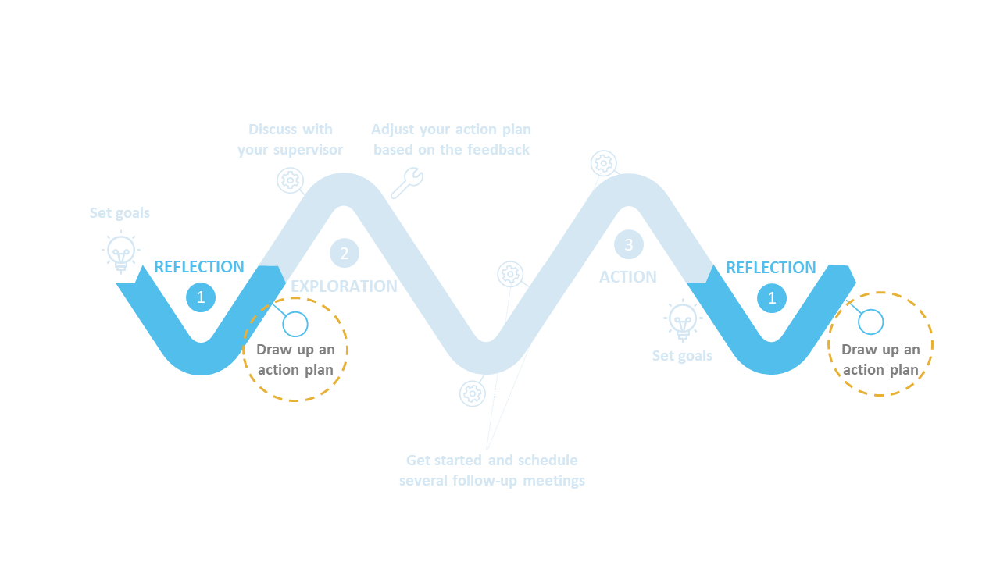 Discuss with
your supervisor
Adjust your action plan
based on the feedback
Set goals
REFLECTION
1
2
EXPLORATION
Draw up an
action plan
3
ACTION
REFLECTION
1
Set goals
Draw up an
action plan
Get started and schedule
several follow-up meetings